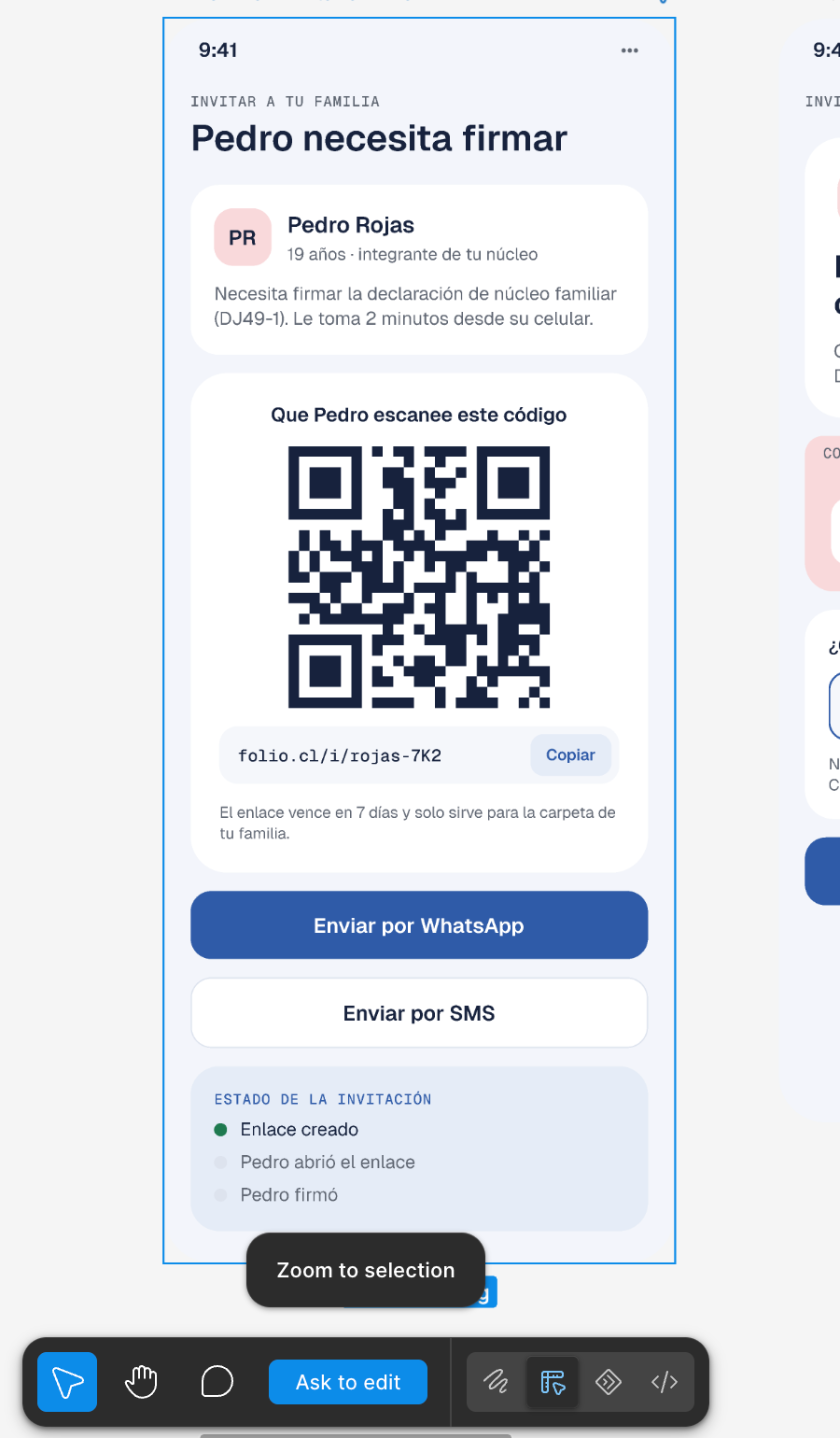 9:41
INVITAR A TU FAMILIA
Pedro necesita firmar
PR
Pedro Rojas
19 años · integrante de tu núcleo
Necesita firmar la declaración de núcleo familiar
(DJ49-1). Le toma 2 minutos desde su celular.
Que Pedro escanee este código
folio.cl/i/rojas-7K2
Copiar
El enlace vence en 7 días y solo sirve para la carpeta de
tu familia.
Enviar por WhatsApp
Enviar por SMS
ESTADO DE LA INVITACIÓN
Enlace creado
Pedro abrió el enlace
Pedro firmó
Zoom to selection
Ask to edit